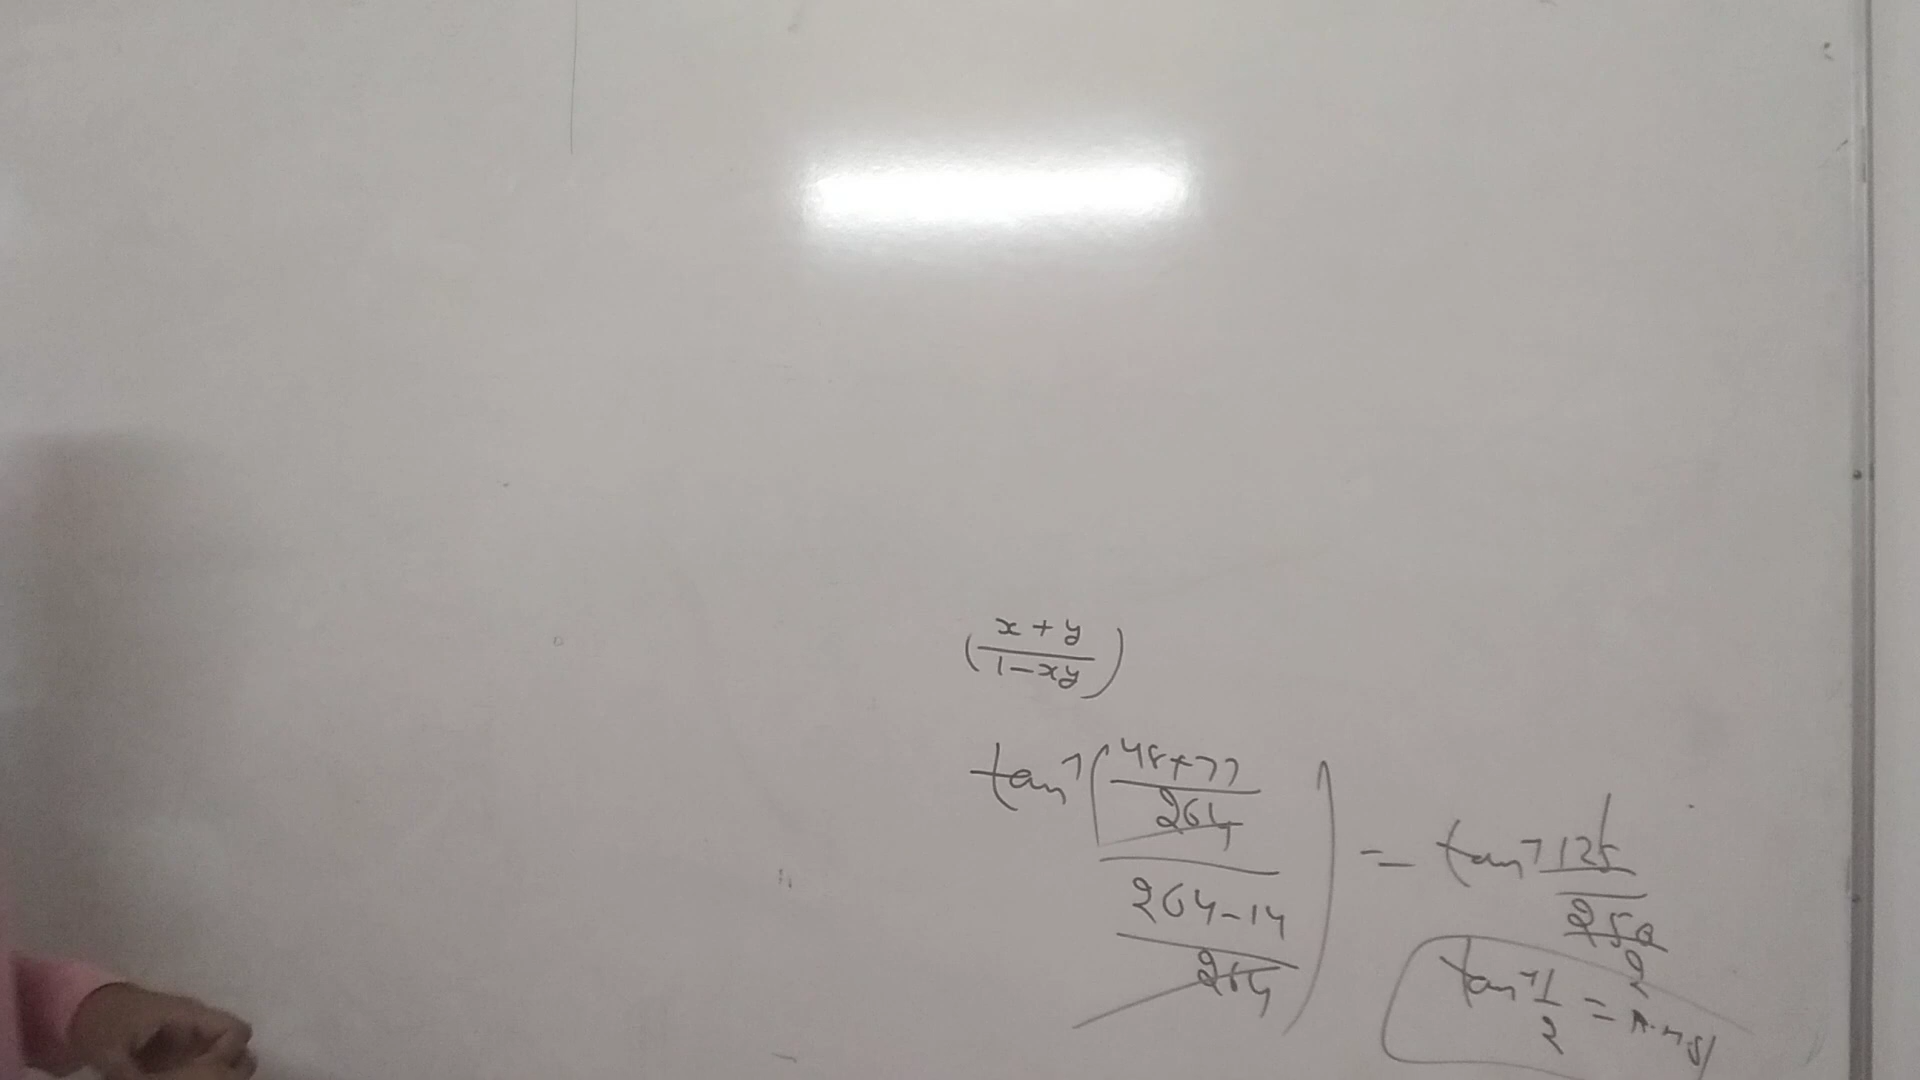 (x + y / 1 - xy)
tan⁻¹ ( 48 + 77 / 264 / 264 - 14 / 264 ) = tan⁻¹ 125 / 250
2
tan⁻¹ 1/2 = Ans